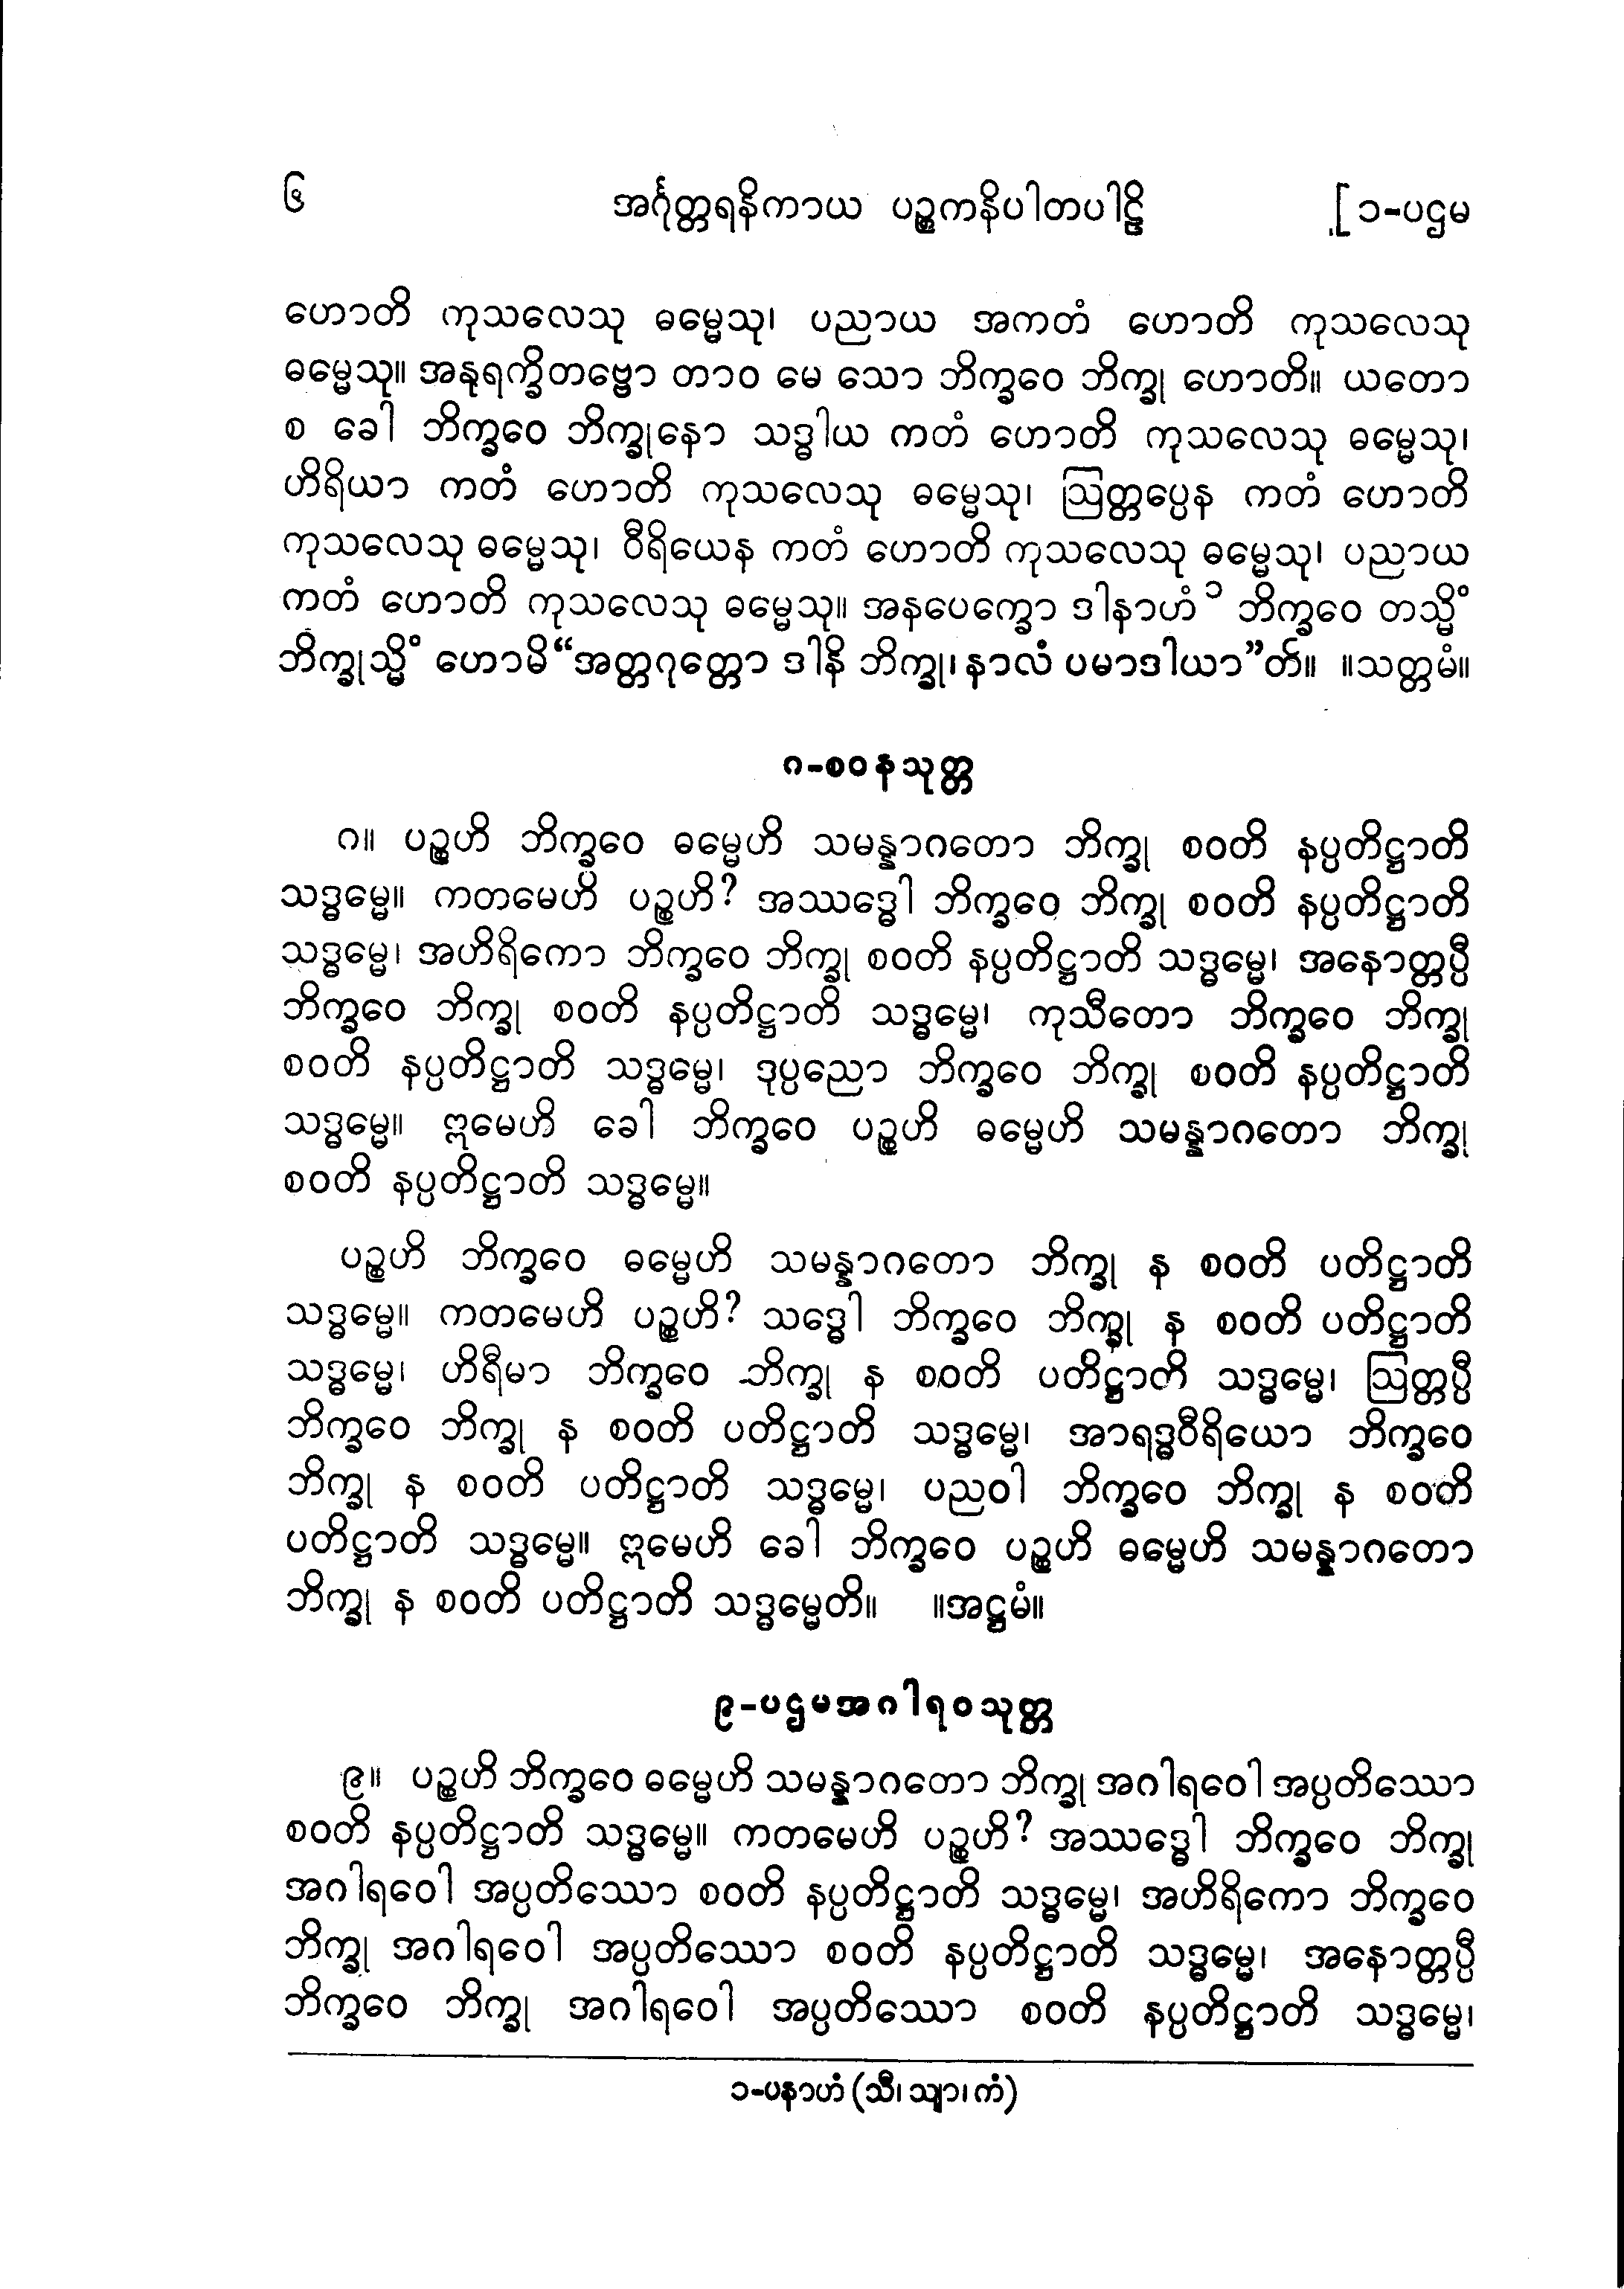 ၆ အင်္ဂုတ္တရနိကာယ ပဉ္စကနိပါတပါဠိ [၁-ပဌမ
ဟောတိ ကုသလေသု ဓမ္မေသု၊ ပညာယ အကတံ ဟောတိ ကုသလေသု
ဓမ္မေသု။ အနုရက္ခိတဗ္ဗော တာဝ မေ သော ဘိက္ခဝေ ဘိက္ခု ဟောတိ။ ယတော
စ ခေါ ဘိက္ခဝေ ဘိက္ခုနော သဒ္ဓါယ ကတံ ဟောတိ ကုသလေသု ဓမ္မေသု၊
ဟိရိယာ ကတံ ဟောတိ ကုသလေသု ဓမ္မေသု၊ ဩတ္တပ္ပေန ကတံ ဟောတိ
ကုသလေသု ဓမ္မေသု၊ ဝီရိယေန ကတံ ဟောတိ ကုသလေသု ဓမ္မေသု၊ ပညာယ
ကတံ ဟောတိ ကုသလေသု ဓမ္မေသု။ အနပေက္ခော ဒါနာဟံ ၁ ဘိက္ခဝေ တသ္မိံ
ဘိက္ခုသ္မိံ ဟောမိ “အတ္တဂုတ္တော ဒါနိ ဘိက္ခု၊ နာလံ ပမာဒါယာ”တိ။ ။သတ္တမံ။
၈-စဝနသုတ္တ
၈။ ပဉ္စဟိ ဘိက္ခဝေ ဓမ္မေဟိ သမန္နာဂတော ဘိက္ခု စဝတိ နပ္ပတိဋ္ဌာတိ
သဒ္ဓမ္မေ။ ကတမေဟိ ပဉ္စဟိ? အဿဒ္ဓေါ ဘိက္ခဝေ ဘိက္ခု စဝတိ နပ္ပတိဋ္ဌာတိ
သဒ္ဓမ္မေ၊ အဟိရိကော ဘိက္ခဝေ ဘိက္ခု စဝတိ နပ္ပတိဋ္ဌာတိ သဒ္ဓမ္မေ၊ အနောတ္တပ္ပီ
ဘိက္ခဝေ ဘိက္ခု စဝတိ နပ္ပတိဋ္ဌာတိ သဒ္ဓမ္မေ၊ ကုသီတော ဘိက္ခဝေ ဘိက္ခု
စဝတိ နပ္ပတိဋ္ဌာတိ သဒ္ဓမ္မေ၊ ဒုပ္ပညော ဘိက္ခဝေ ဘိက္ခု စဝတိ နပ္ပတိဋ္ဌာတိ
သဒ္ဓမ္မေ။ ဣမေဟိ ခေါ ဘိက္ခဝေ ပဉ္စဟိ ဓမ္မေဟိ သမန္နာဂတော ဘိက္ခု
စဝတိ နပ္ပတိဋ္ဌာတိ သဒ္ဓမ္မေ။
ပဉ္စဟိ ဘိက္ခဝေ ဓမ္မေဟိ သမန္နာဂတော ဘိက္ခု န စဝတိ ပတိဋ္ဌာတိ
သဒ္ဓမ္မေ။ ကတမေဟိ ပဉ္စဟိ? သဒ္ဓေါ ဘိက္ခဝေ ဘိက္ခု န စဝတိ ပတိဋ္ဌာတိ
သဒ္ဓမ္မေ၊ ဟိရီမာ ဘိက္ခဝေ ဘိက္ခု န စဝတိ ပတိဋ္ဌာတိ သဒ္ဓမ္မေ၊ ဩတ္တပ္ပီ
ဘိက္ခဝေ ဘိက္ခု န စဝတိ ပတိဋ္ဌာတိ သဒ္ဓမ္မေ၊ အာရဒ္ဓဝီရိယော ဘိက္ခဝေ
ဘိက္ခု န စဝတိ ပတိဋ္ဌာတိ သဒ္ဓမ္မေ၊ ပညဝါ ဘိက္ခဝေ ဘိက္ခု န စဝတိ
ပတိဋ္ဌာတိ သဒ္ဓမ္မေ။ ဣမေဟိ ခေါ ဘိက္ခဝေ ပဉ္စဟိ ဓမ္မေဟိ သမန္နာဂတော
ဘိက္ခု န စဝတိ ပတိဋ္ဌာတိ သဒ္ဓမ္မေတိ။ ။အဋ္ဌမံ။
၉-ပဌမအဂါရဝသုတ္တ
၉။ ပဉ္စဟိ ဘိက္ခဝေ ဓမ္မေဟိ သမန္နာဂတော ဘိက္ခု အဂါရဝေါ အပ္ပတိဿော
စဝတိ နပ္ပတိဋ္ဌာတိ သဒ္ဓမ္မေ။ ကတမေဟိ ပဉ္စဟိ? အဿဒ္ဓေါ ဘိက္ခဝေ ဘိက္ခု
အဂါရဝေါ အပ္ပတိဿော စဝတိ နပ္ပတိဋ္ဌာတိ သဒ္ဓမ္မေ၊ အဟိရိကော ဘိက္ခဝေ
ဘိက္ခု အဂါရဝေါ အပ္ပတိဿော စဝတိ နပ္ပတိဋ္ဌာတိ သဒ္ဓမ္မေ၊ အနောတ္တပ္ပီ
ဘိက္ခဝေ ဘိက္ခု အဂါရဝေါ အပ္ပတိဿော စဝတိ နပ္ပတိဋ္ဌာတိ သဒ္ဓမ္မေ၊
၁-ပနာဟံ (သီ၊ သျာ၊ ကံ)